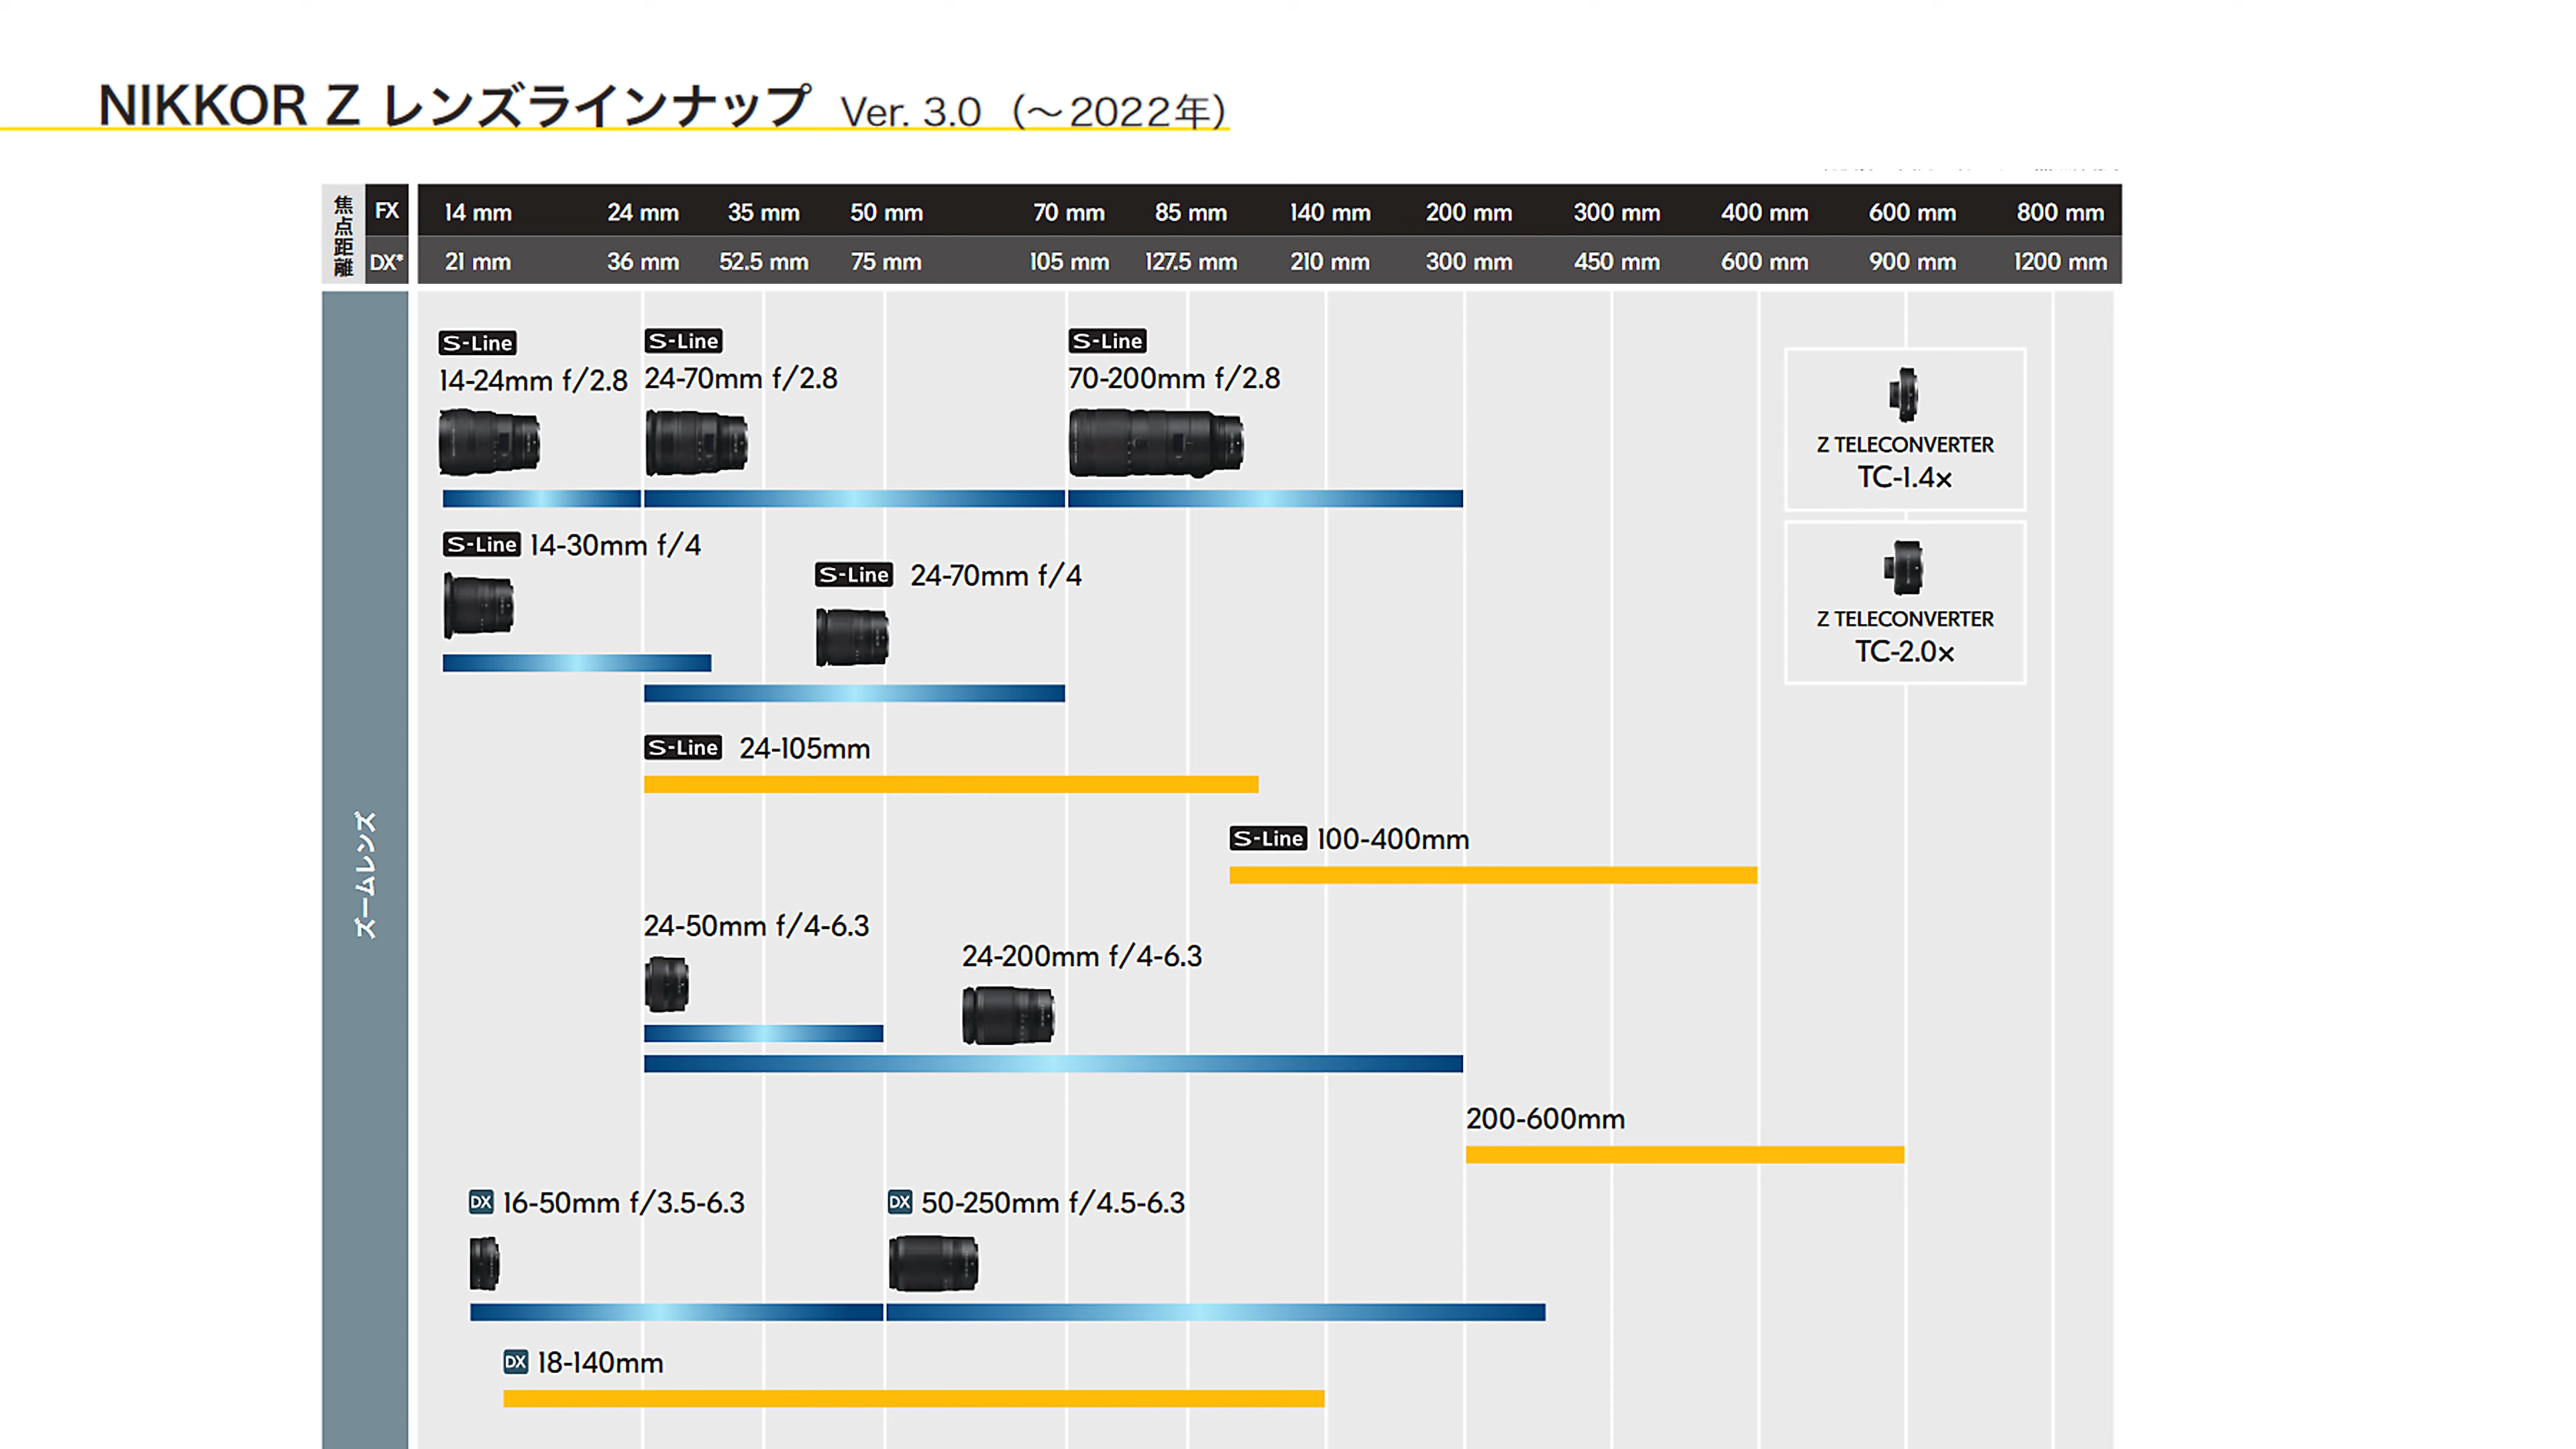 NIKKOR Z レンズラインナップ Ver. 3.0（～2022年）
焦点距離
FX 14 mm 24 mm 35 mm 50 mm 70 mm 85 mm 140 mm 200 mm 300 mm 400 mm 600 mm 800 mm
DX* 21 mm 36 mm 52.5 mm 75 mm 105 mm 127.5 mm 210 mm 300 mm 450 mm 600 mm 900 mm 1200 mm
ズームレンズ
S-Line S-Line S-Line
14-24mm f/2.8 24-70mm f/2.8 70-200mm f/2.8
Z TELECONVERTER
TC-1.4×
S-Line 14-30mm f/4
S-Line 24-70mm f/4
Z TELECONVERTER
TC-2.0×
S-Line 24-105mm
S-Line 100-400mm
24-50mm f/4-6.3
24-200mm f/4-6.3
200-600mm
DX 16-50mm f/3.5-6.3 DX 50-250mm f/4.5-6.3
DX 18-140mm